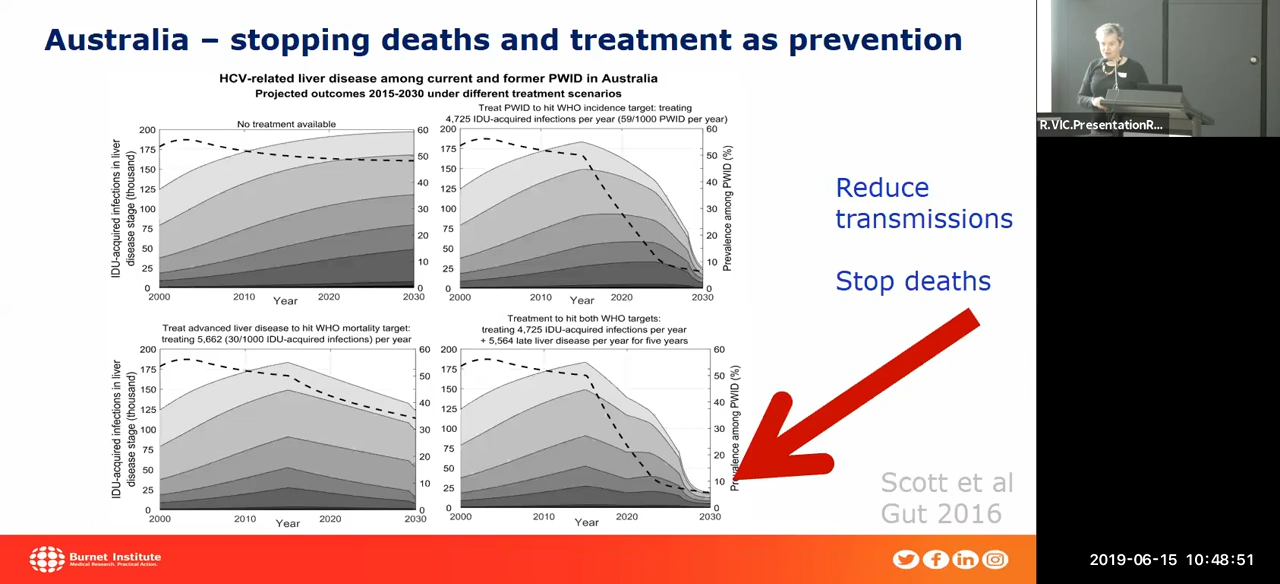 Australia – stopping deaths and treatment as prevention
HCV-related liver disease among current and former PWID in Australia
Projected outcomes 2015-2030 under different treatment scenarios
No treatment available
IDU-acquired infections in liver
disease stage (thousand)
200
175
150
125
100
75
50
25
0
60
50
40
30
20
10
0
2000
2010
2020
2030
Year
Treat PWID to hit WHO incidence target: treating
4,725 IDU-acquired infections per year (59/1000 PWID per year)
200
175
150
125
100
75
50
25
0
60
50
40
30
20
10
0
Prevalence among PWID (%)
2000
2010
2020
2030
Year
Treat advanced liver disease to hit WHO mortality target:
treating 5,662 (30/1000 IDU-acquired infections) per year
IDU-acquired infections in liver
disease stage (thousand)
200
175
150
125
100
75
50
25
0
60
50
40
30
20
10
0
2000
2010
2020
2030
Year
Treatment to hit both WHO targets:
treating 4,725 IDU-acquired infections per year
+ 5,564 late liver disease per year for five years
200
175
150
125
100
75
50
25
0
60
50
40
30
20
10
0
Prevalence among PWID (%)
2000
2010
2020
2030
Year
Reduce
transmissions
Stop deaths
Scott et al
Gut 2016
Burnet Institute
Medical Research. Practical Action.
R.VIC.PresentationR...
2019-06-15 10:48:51